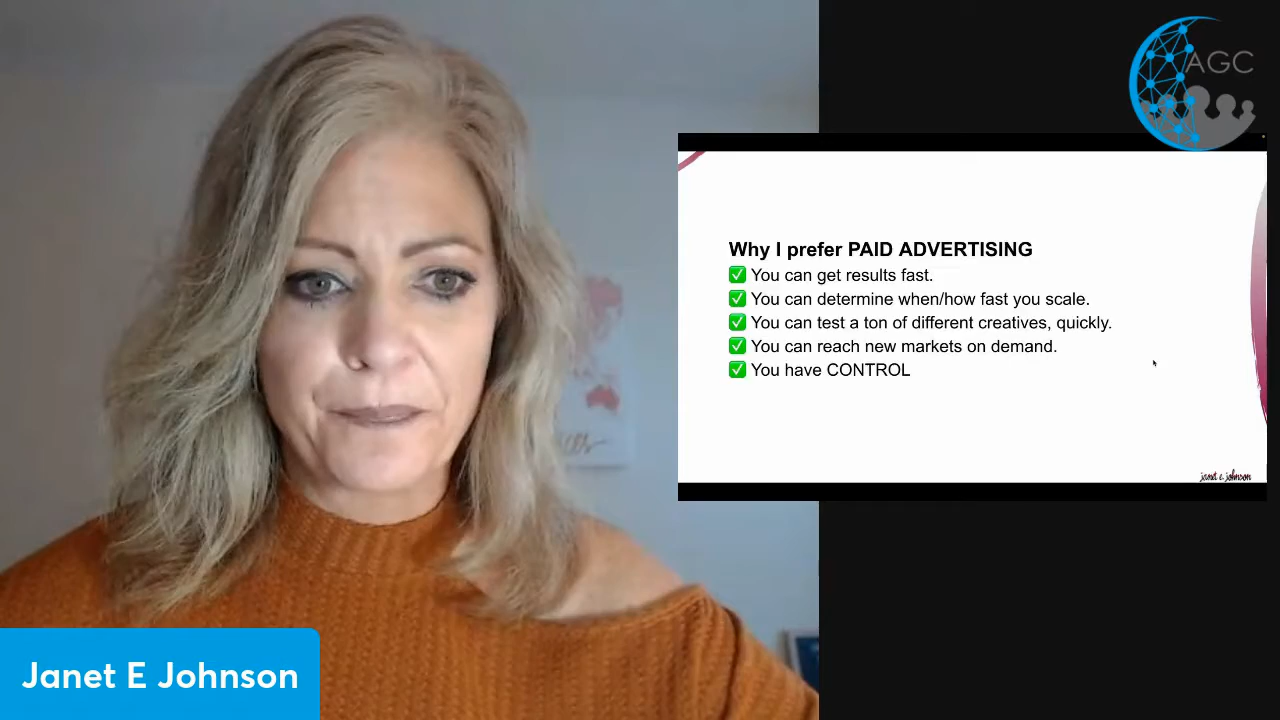 AGC
Why I prefer PAID ADVERTISING
✅ You can get results fast.
✅ You can determine when/how fast you scale.
✅ You can test a ton of different creatives, quickly.
✅ You can reach new markets on demand.
✅ You have CONTROL
janet e johnson
Janet E Johnson